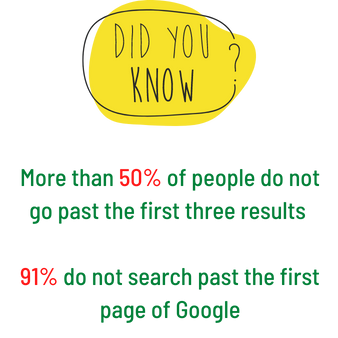 DID YOU
KNOW ?
More than 50% of people do not
go past the first three results
91% do not search past the first
page of Google